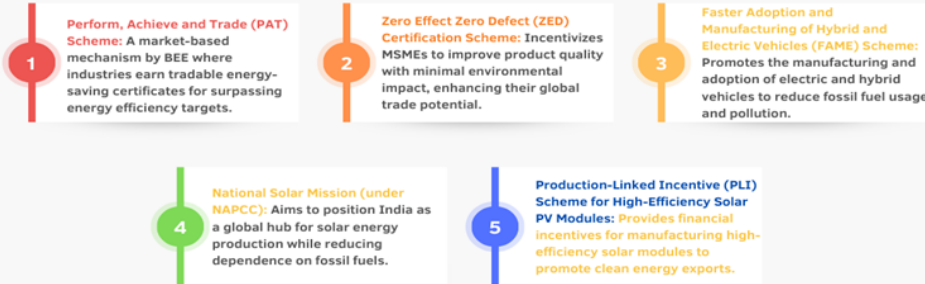 1
Perform, Achieve and Trade (PAT)
Scheme: A market-based
mechanism by BEE where
industries earn tradable energy-
saving certificates for surpassing
energy efficiency targets.
2
Zero Effect Zero Defect (ZED)
Certification Scheme: Incentivizes
MSMEs to improve product quality
with minimal environmental
impact, enhancing their global
trade potential.
3
Faster Adoption and
Manufacturing of Hybrid and
Electric Vehicles (FAME) Scheme:
Promotes the manufacturing and
adoption of electric and hybrid
vehicles to reduce fossil fuel usage
and pollution.
4
National Solar Mission (under
NAPCC): Aims to position India as
a global hub for solar energy
production while reducing
dependence on fossil fuels.
5
Production-Linked Incentive (PLI)
Scheme for High-Efficiency Solar
PV Modules: Provides financial
incentives for manufacturing high-
efficiency solar modules to
promote clean energy exports.